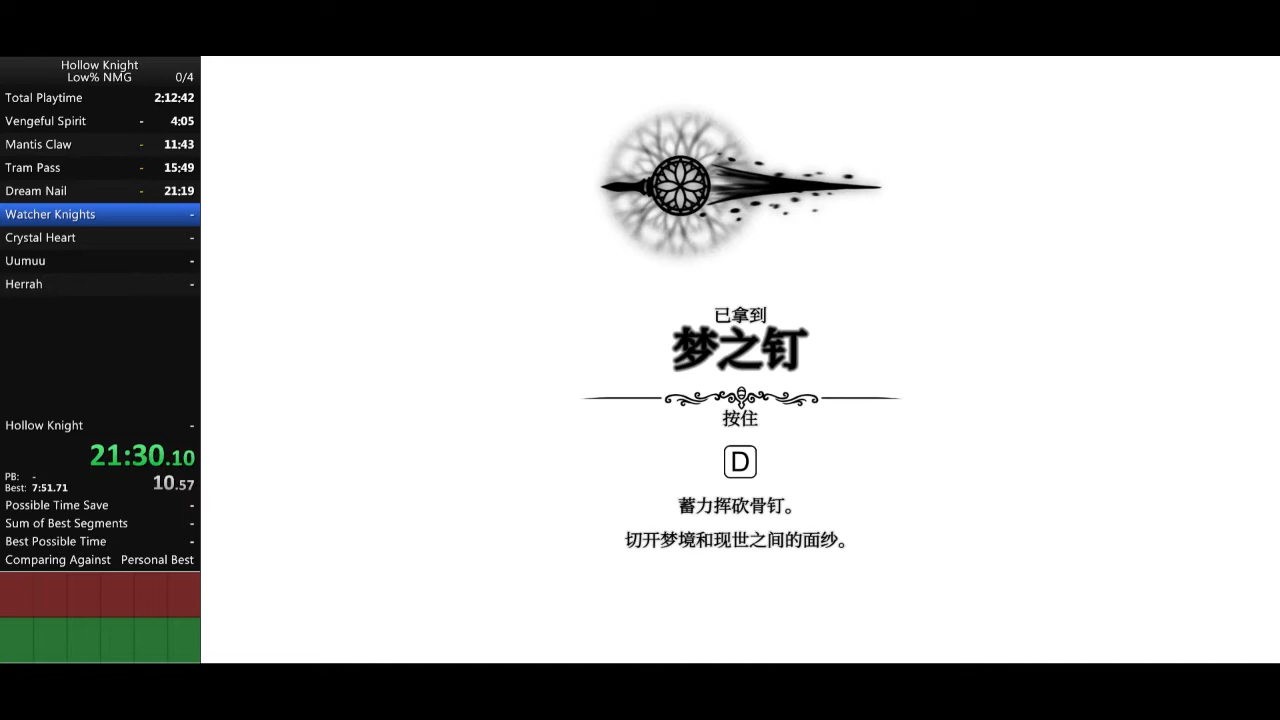 Hollow Knight
Low% NMG 0/4
Total Playtime 2:12:42
Vengeful Spirit - 4:05
Mantis Claw - 11:43
Tram Pass - 15:49
Dream Nail - 21:19
Watcher Knights -
Crystal Heart -
Uumuu -
Herrah -
Hollow Knight -
21:30.10
PB: -
Best: 7:51.71
10.57
Possible Time Save -
Sum of Best Segments -
Best Possible Time -
Comparing Against Personal Best
已拿到
梦之钉
按住
D
蓄力挥砍骨钉。
切开梦境和现世之间的面纱。